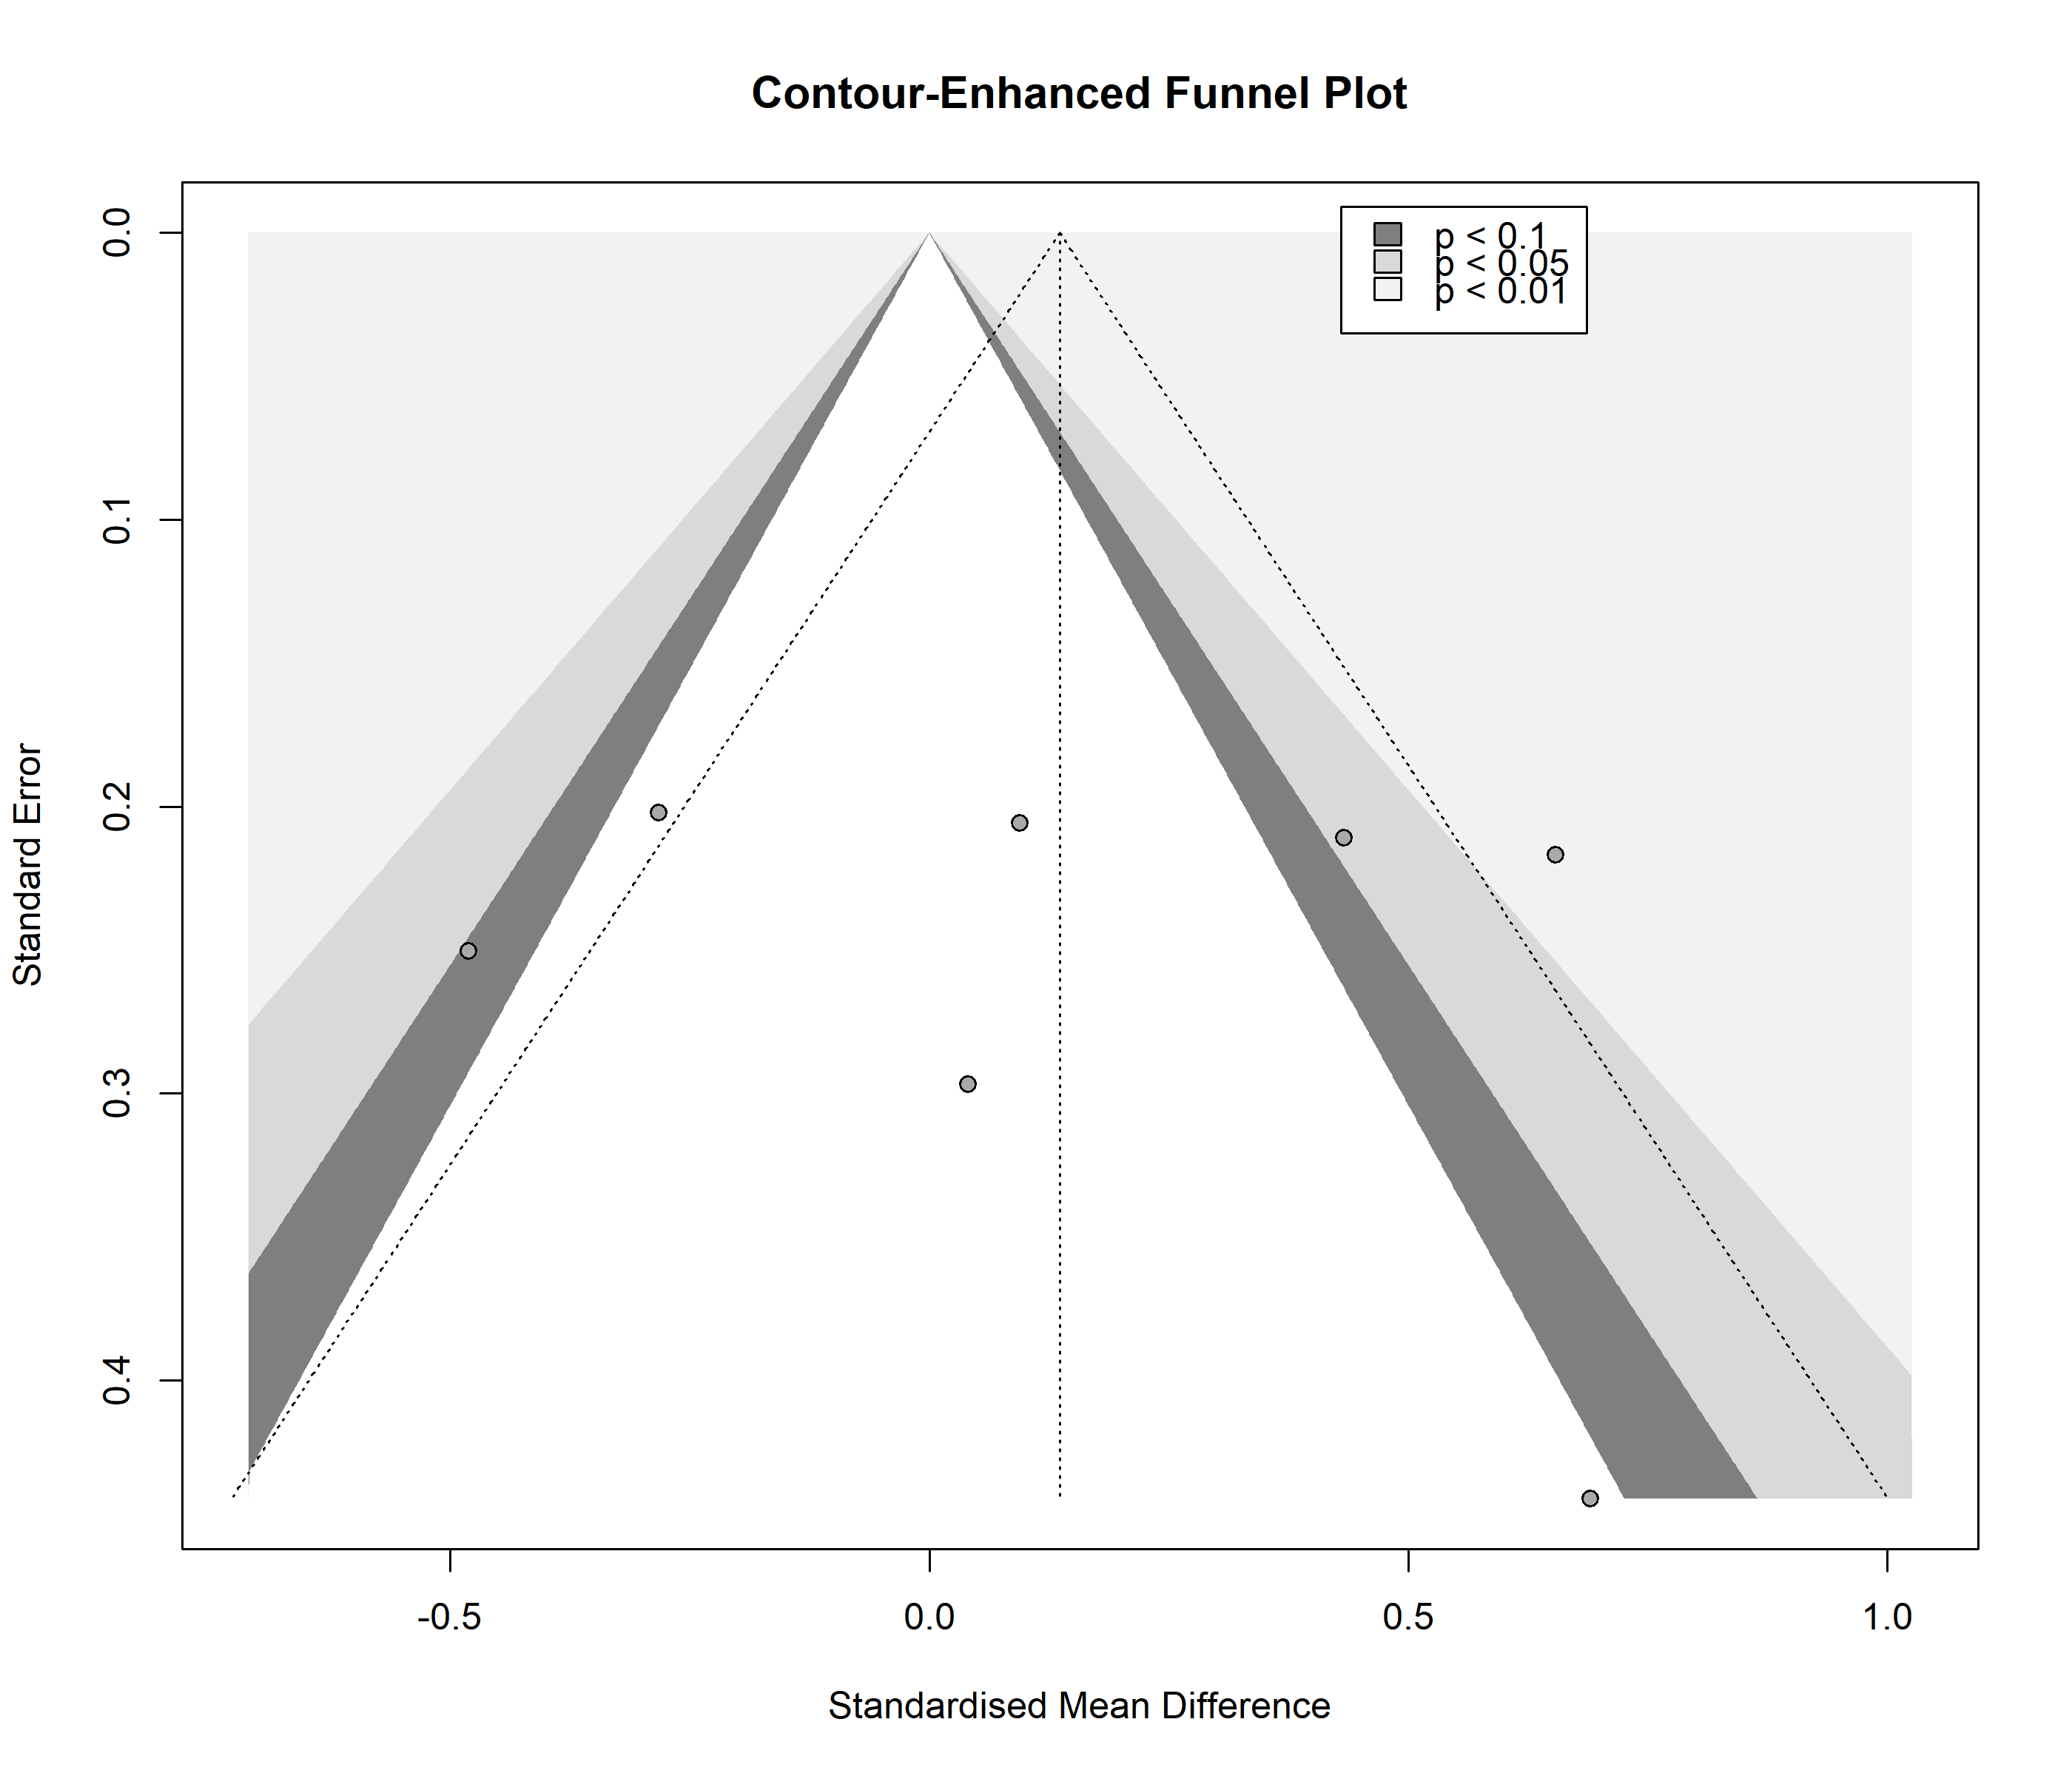 Contour-Enhanced Funnel Plot
p < 0.1
p < 0.05
p < 0.01
0.0
0.1
0.2
0.3
0.4
Standard Error
-0.5
0.0
0.5
1.0
Standardised Mean Difference